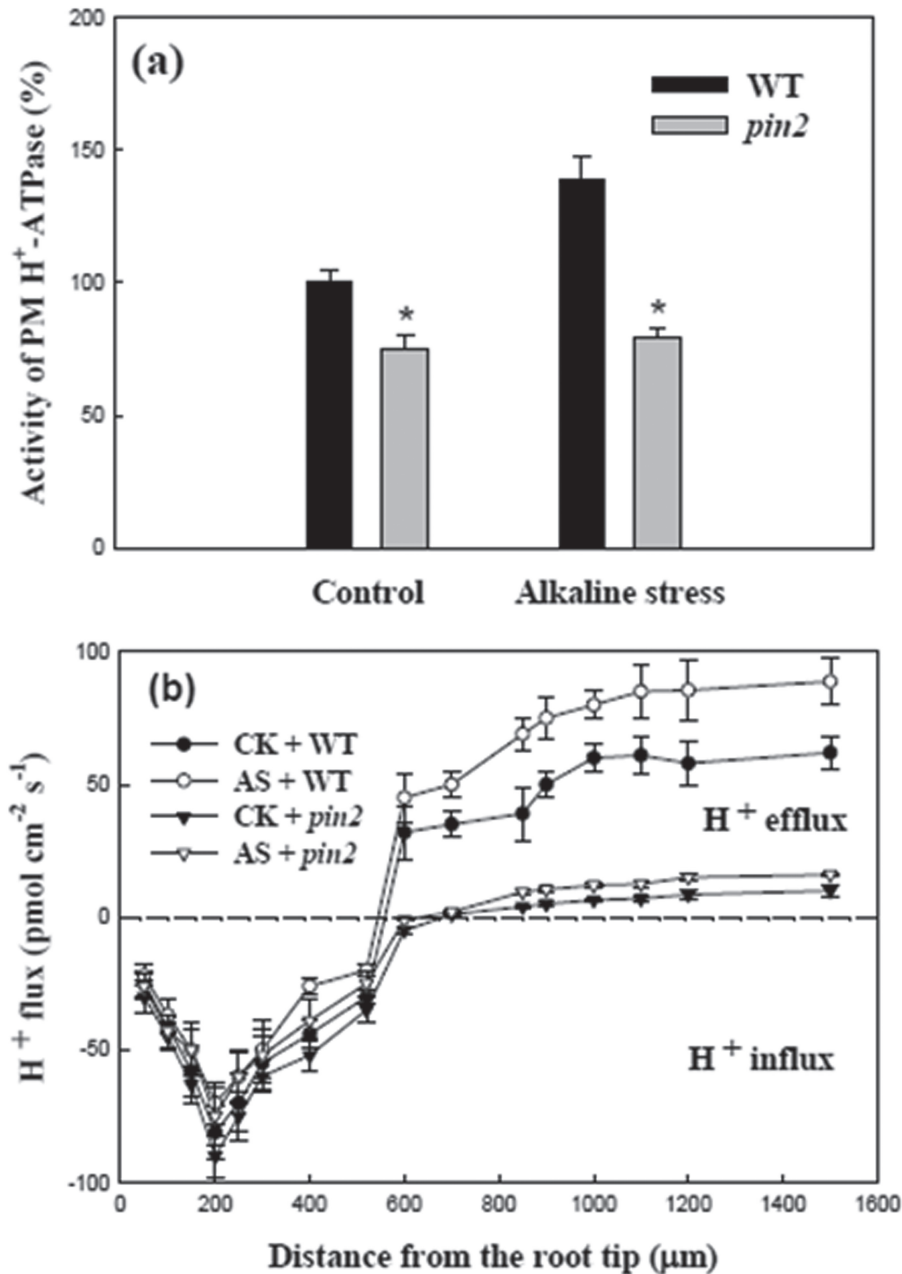 Activity of PM H⁺-ATPase (%)
200
150
100
50
0
(a)
WT
pin2
*
*
Control Alkaline stress
H⁺ flux (pmol cm⁻² s⁻¹)
100
50
0
-50
-100
(b)
CK + WT
AS + WT
CK + pin2
AS + pin2
H⁺ efflux
H⁺ influx
0 200 400 600 800 1000 1200 1400 1600
Distance from the root tip (μm)